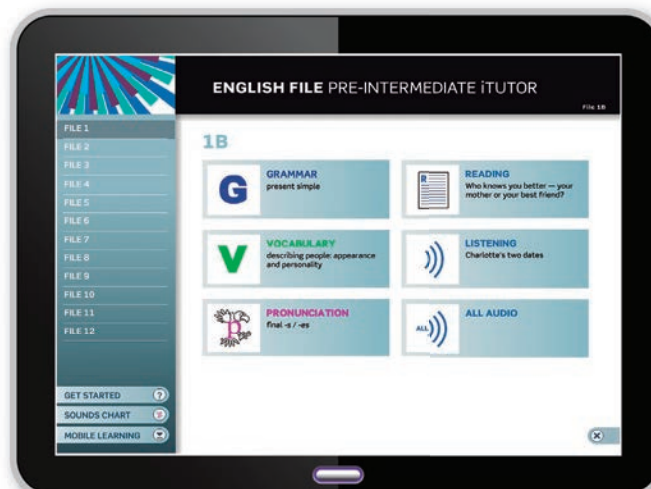 ENGLISH FILE PRE-INTERMEDIATE iTUTOR
File 1B
FILE 1
FILE 2
FILE 3
FILE 4
FILE 5
FILE 6
FILE 7
FILE 8
FILE 9
FILE 10
FILE 11
FILE 12
GET STARTED ?
SOUNDS CHART
MOBILE LEARNING
1B
G
GRAMMAR
present simple
V
VOCABULARY
describing people: appearance
and personality
p
PRONUNCIATION
final -s / -es
R
READING
Who knows you better — your
mother or your best friend?
LISTENING
Charlotte's two dates
ALL
ALL AUDIO